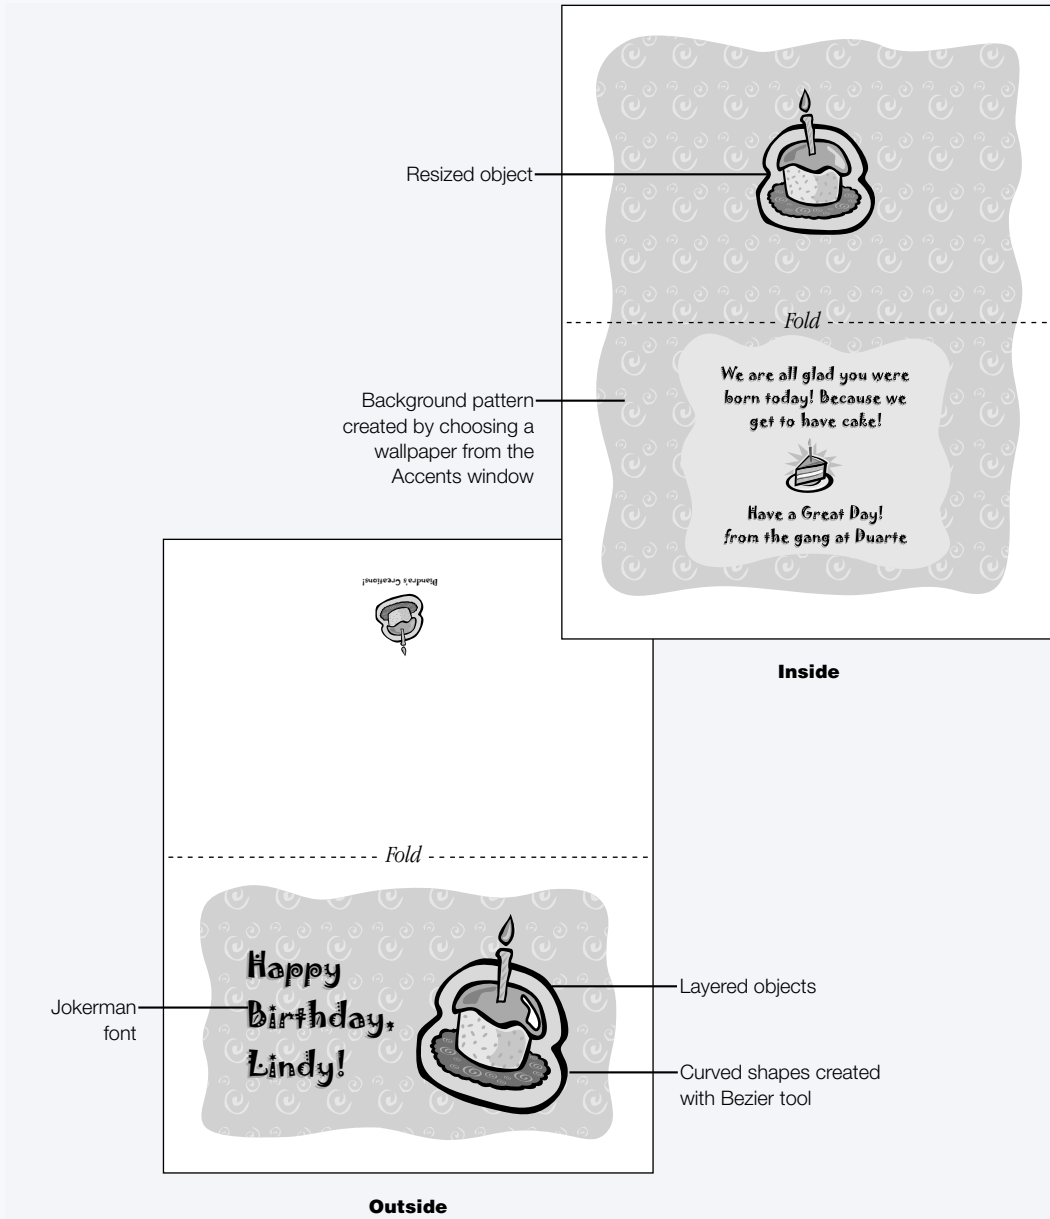 Resized object
Fold
We are all glad you were
born today! Because we
get to have cake!
Background pattern
created by choosing a
wallpaper from the
Accents window
Have a Great Day!
from the gang at Duarte
Diandra's Creations!
Inside
Fold
Happy
Birthday,
Lindy!
Jokerman
font
Layered objects
Curved shapes created
with Bezier tool
Outside